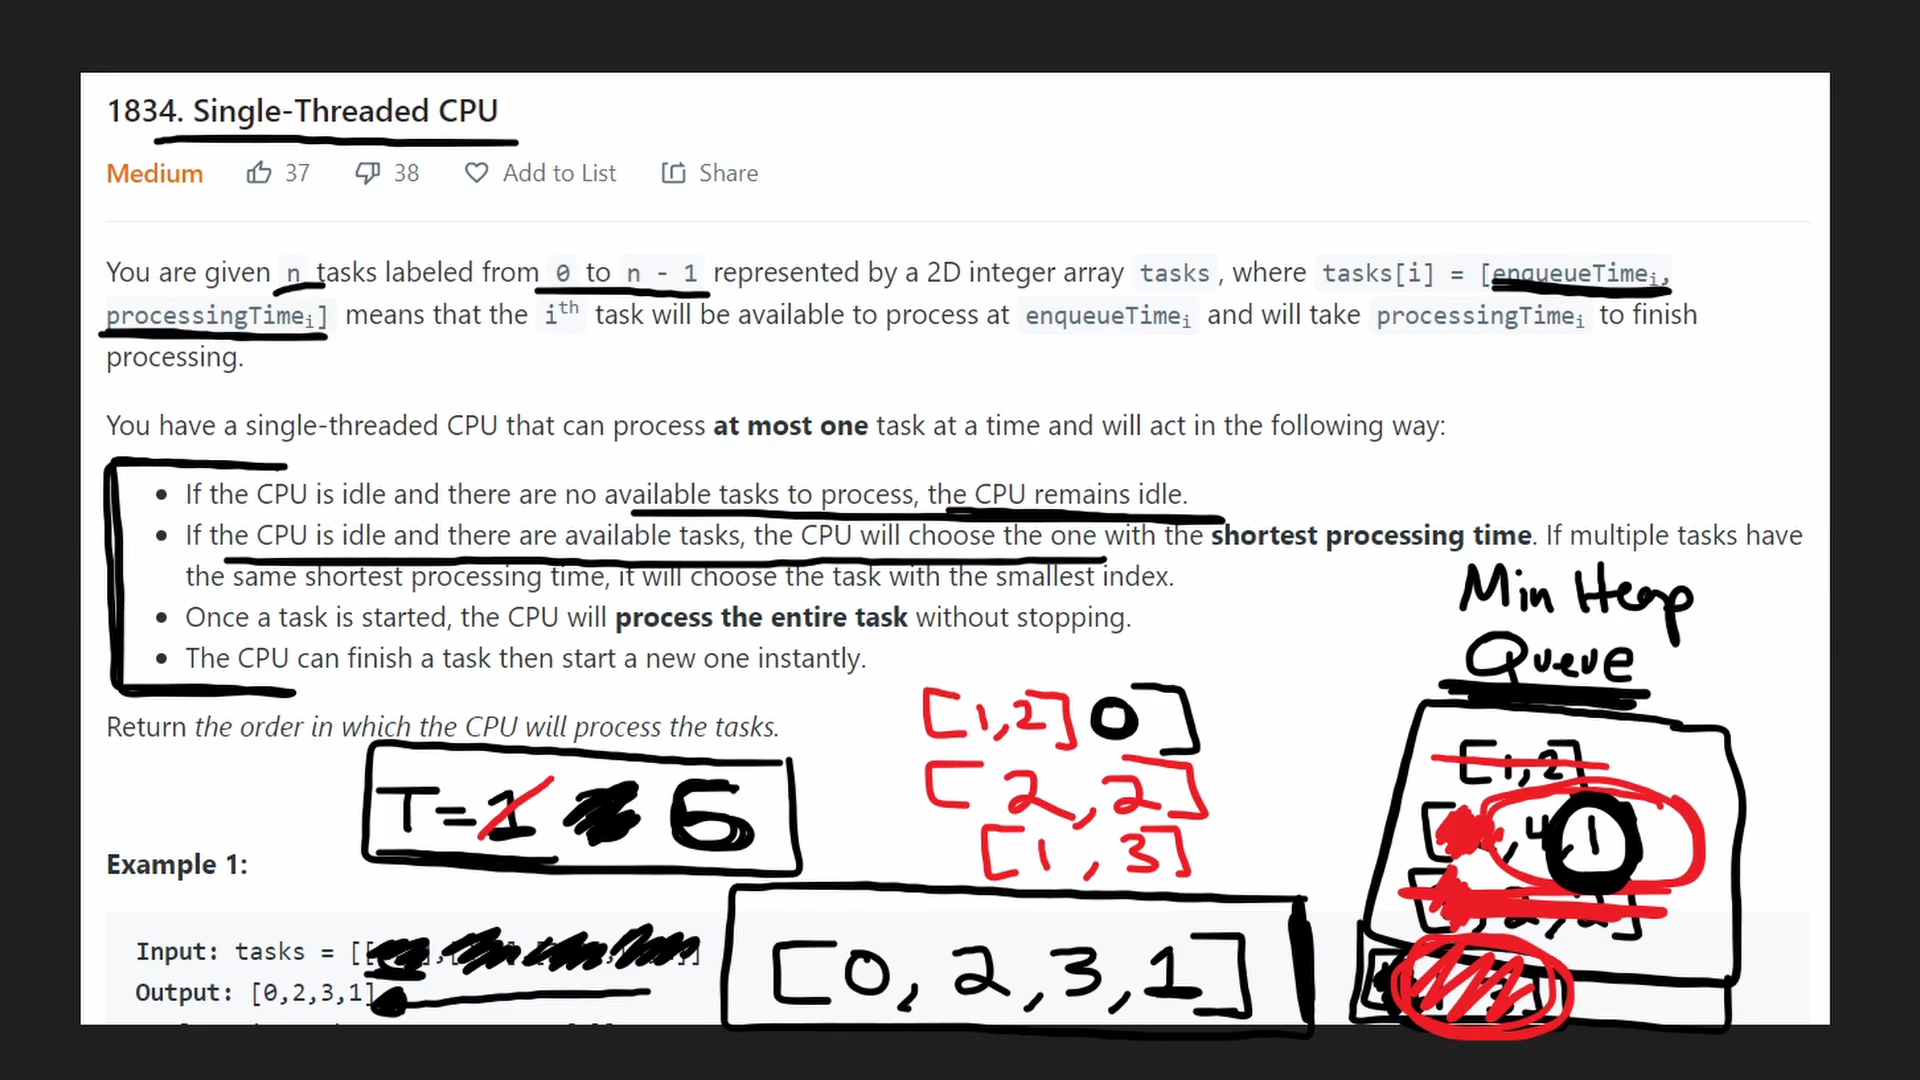 1834. Single-Threaded CPU
Medium 37 38 Add to List Share
You are given n tasks labeled from 0 to n - 1 represented by a 2D integer array tasks, where tasks[i] = [enqueueTimeᵢ,
processingTimeᵢ] means that the iᵗʰ task will be available to process at enqueueTimeᵢ and will take processingTimeᵢ to finish
processing.
You have a single-threaded CPU that can process at most one task at a time and will act in the following way:
• If the CPU is idle and there are no available tasks to process, the CPU remains idle.
• If the CPU is idle and there are available tasks, the CPU will choose the one with the shortest processing time. If multiple tasks have
the same shortest processing time, it will choose the task with the smallest index.
• Once a task is started, the CPU will process the entire task without stopping.
• The CPU can finish a task then start a new one instantly.
Return the order in which the CPU will process the tasks.
Min Heap
Queue
[1,2] 0]
[2,2]
[1,3]
[1,2]
, 4, 1
T=1 6
Example 1:
Input: tasks = [[
Output: [0,2,3,1]
[0,2,3,1]